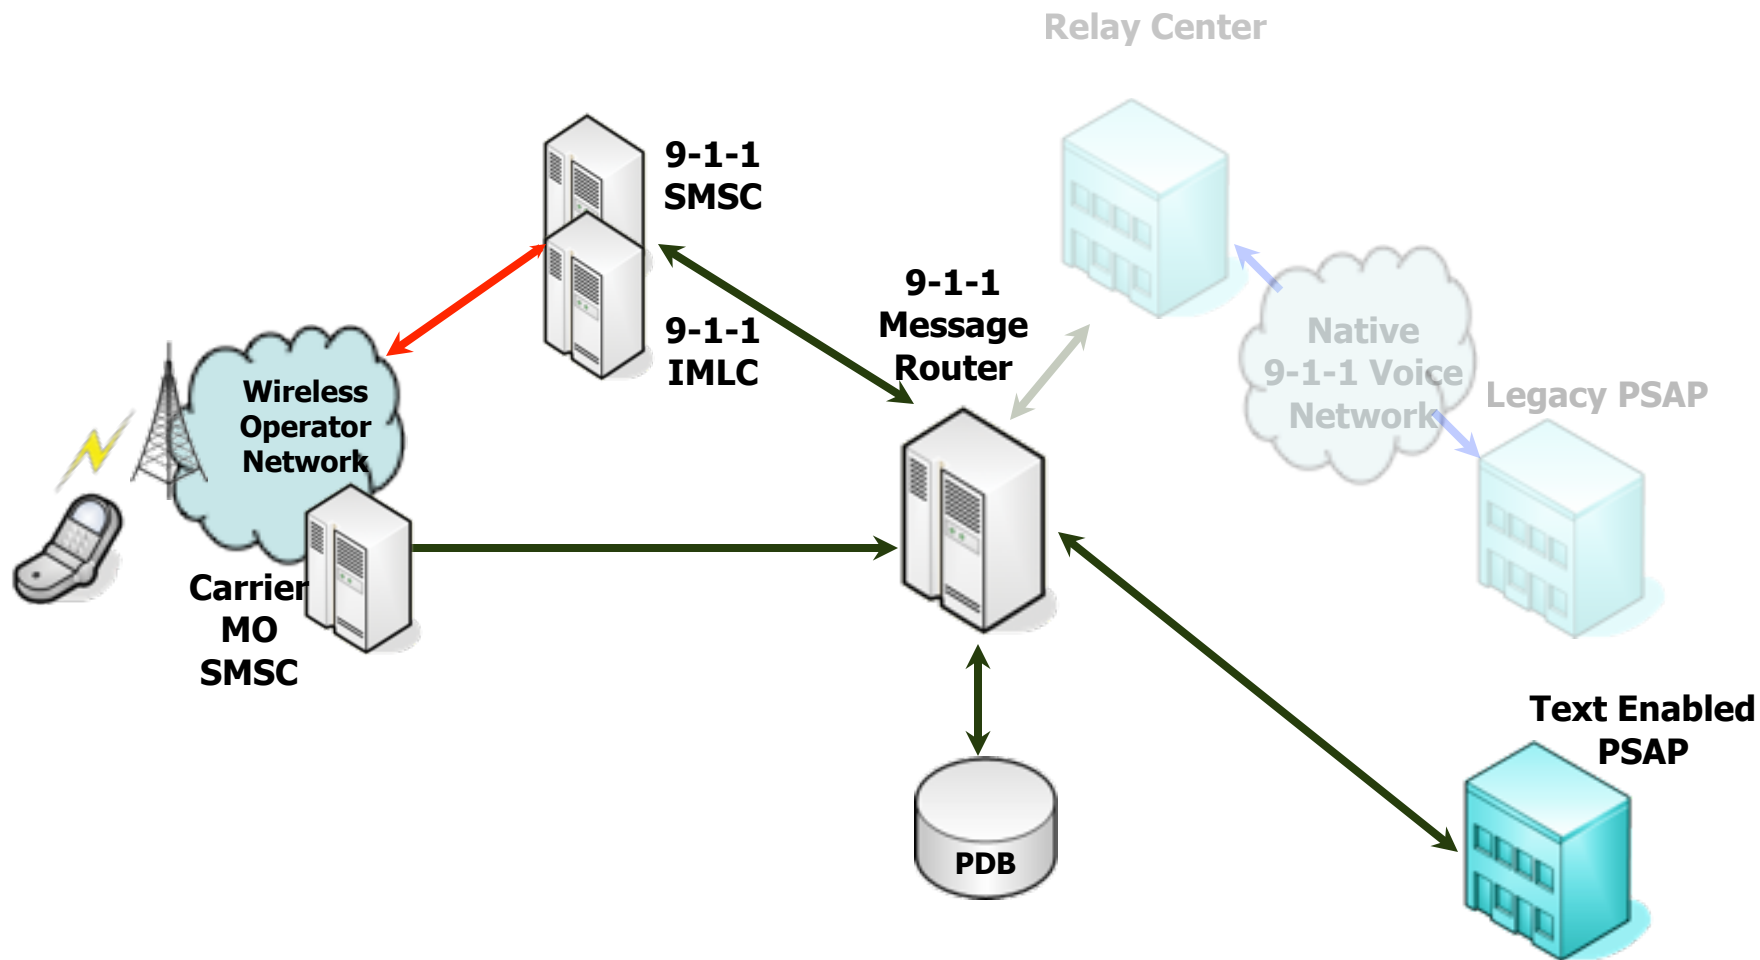 Relay Center
9-1-1
SMSC
9-1-1
IMLC
9-1-1
Message
Router
Native
9-1-1 Voice
Network
Legacy PSAP
Wireless
Operator
Network
Carrier
MO
SMSC
Text Enabled
PSAP
PDB